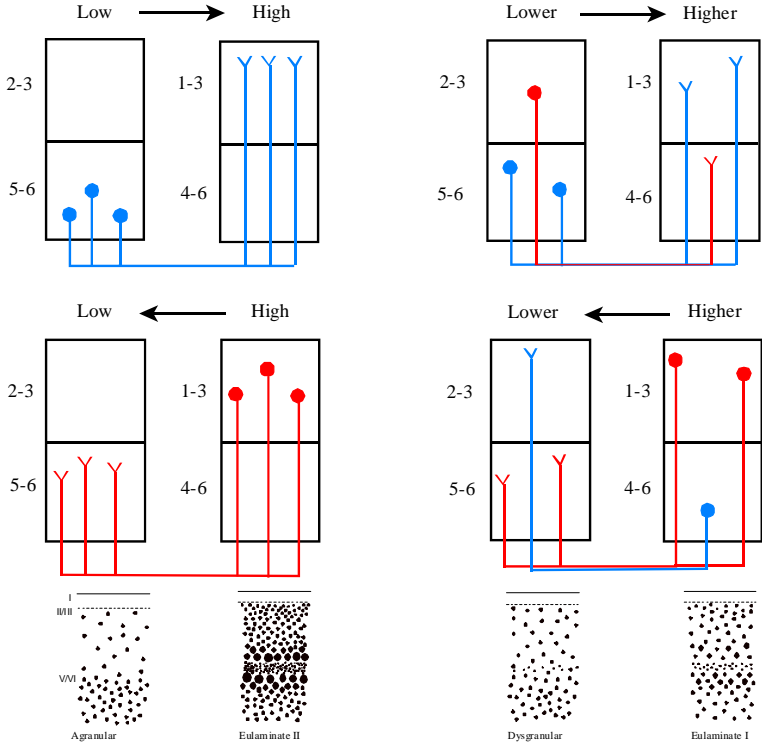 Low High
Lower Higher
2-3 1-3
5-6 4-6
2-3 1-3
5-6 4-6
Low High
Lower Higher
2-3 1-3
5-6 4-6
2-3 1-3
5-6 4-6
I
II/III
V/VI
Agranular Eulaminate II
Dysgranular Eulaminate I